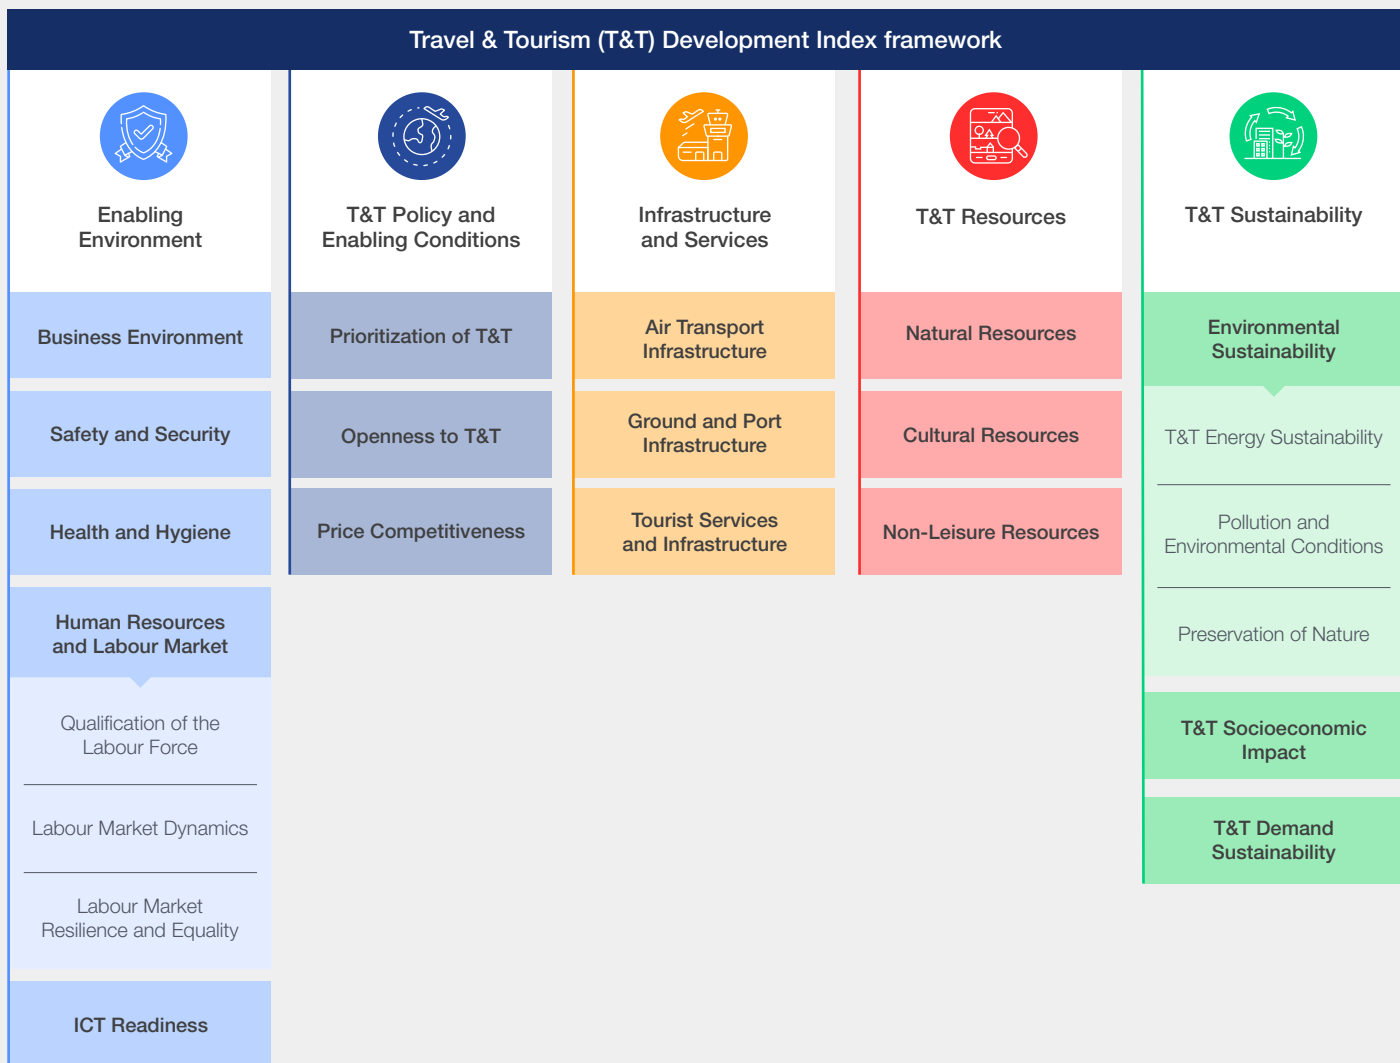 Travel & Tourism (T&T) Development Index framework
Enabling
Environment
Business Environment
Safety and Security
Health and Hygiene
Human Resources
and Labour Market
Qualification of the
Labour Force
Labour Market Dynamics
Labour Market
Resilience and Equality
ICT Readiness
T&T Policy and
Enabling Conditions
Prioritization of T&T
Openness to T&T
Price Competitiveness
Infrastructure
and Services
Air Transport
Infrastructure
Ground and Port
Infrastructure
Tourist Services
and Infrastructure
T&T Resources
Natural Resources
Cultural Resources
Non-Leisure Resources
T&T Sustainability
Environmental
Sustainability
T&T Energy Sustainability
Pollution and
Environmental Conditions
Preservation of Nature
T&T Socioeconomic
Impact
T&T Demand
Sustainability